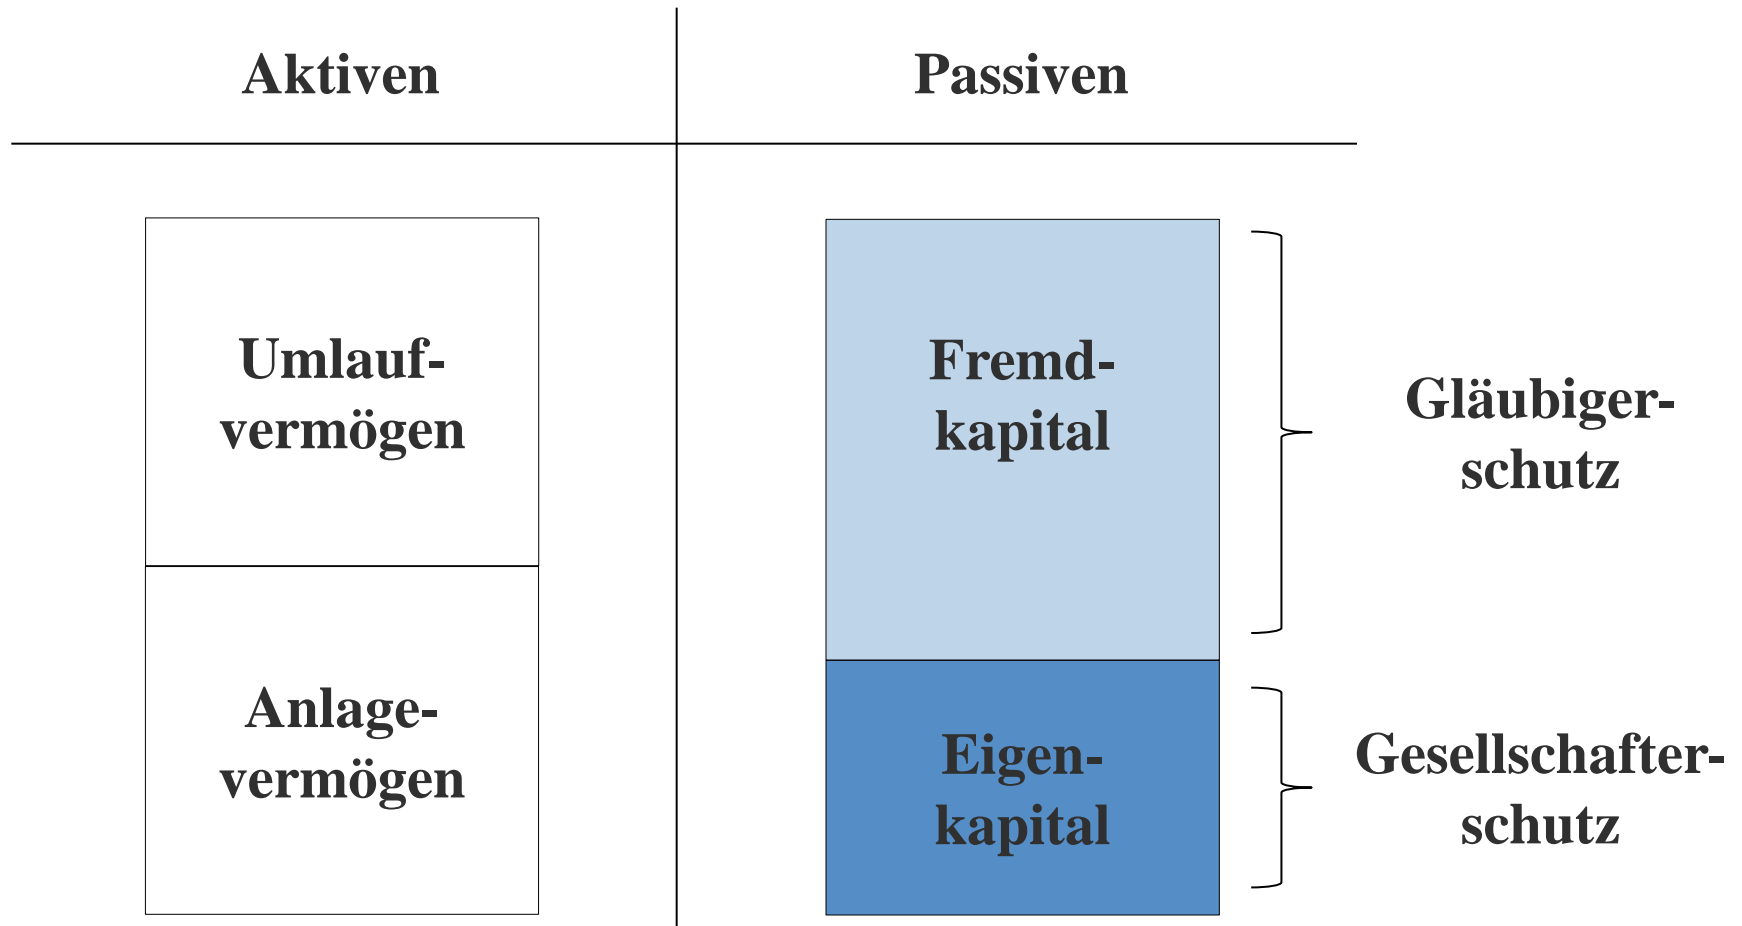 Aktiven
Passiven
Umlauf-
vermögen
Anlage-
vermögen
Fremd-
kapital
Eigen-
kapital
Gläubiger-
schutz
Gesellschafter-
schutz